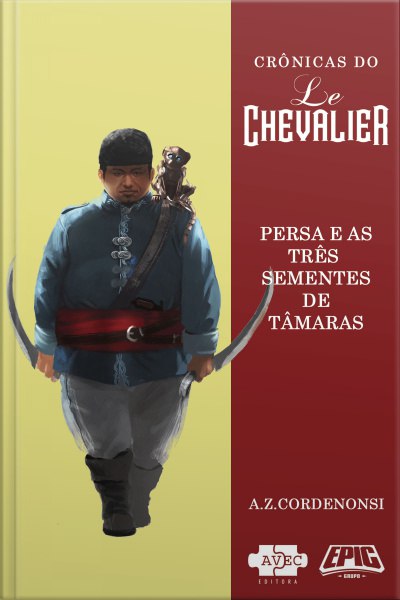 CRÔNICAS DO
Le
CHEVALIER
PERSA E AS
TRÊS
SEMENTES
DE
TÂMARAS
A.Z.CORDENONSI
AVEC
EDITORA
EPIC
GRUPO